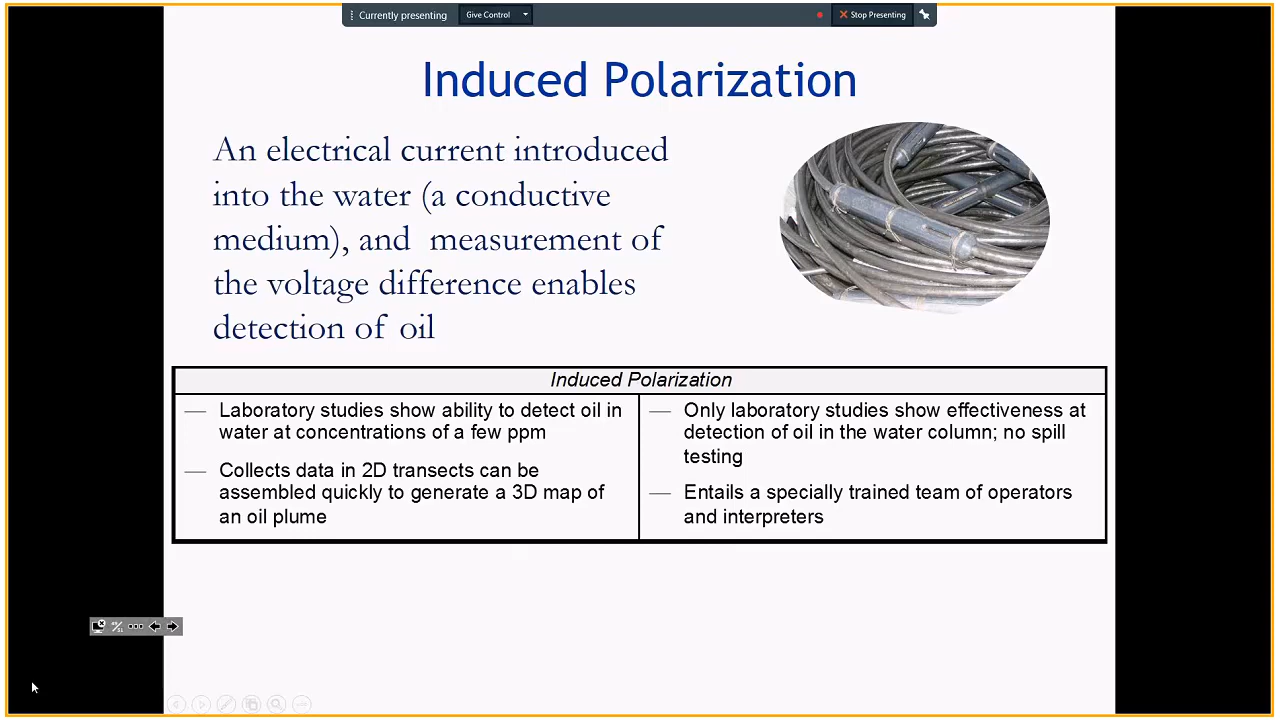 Currently presenting
Give Control
Stop Presenting
Induced Polarization
An electrical current introduced
into the water (a conductive
medium), and measurement of
the voltage difference enables
detection of oil
Induced Polarization
— Laboratory studies show ability to detect oil in
water at concentrations of a few ppm
— Collects data in 2D transects can be
assembled quickly to generate a 3D map of
an oil plume
— Only laboratory studies show effectiveness at
detection of oil in the water column; no spill
testing
— Entails a specially trained team of operators
and interpreters